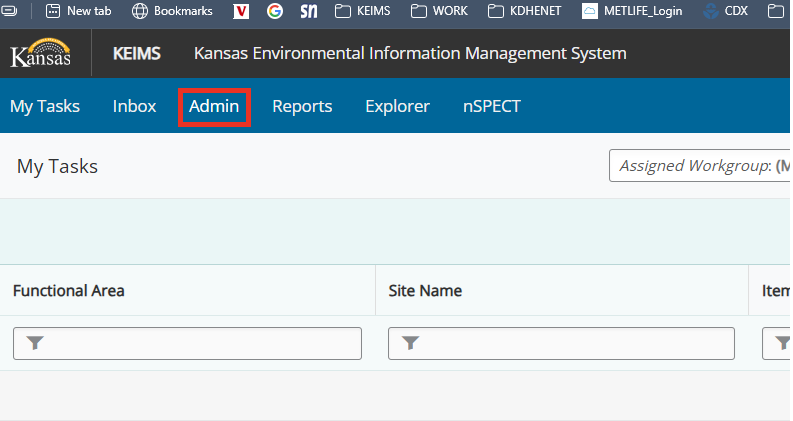 New tab Bookmarks V G sn KEIMS WORK KDHENET METLIFE_Login CDX
Kansas KEIMS Kansas Environmental Information Management System
My Tasks Inbox Admin Reports Explorer nSPECT
My Tasks Assigned Workgroup: (M
Functional Area Site Name Item